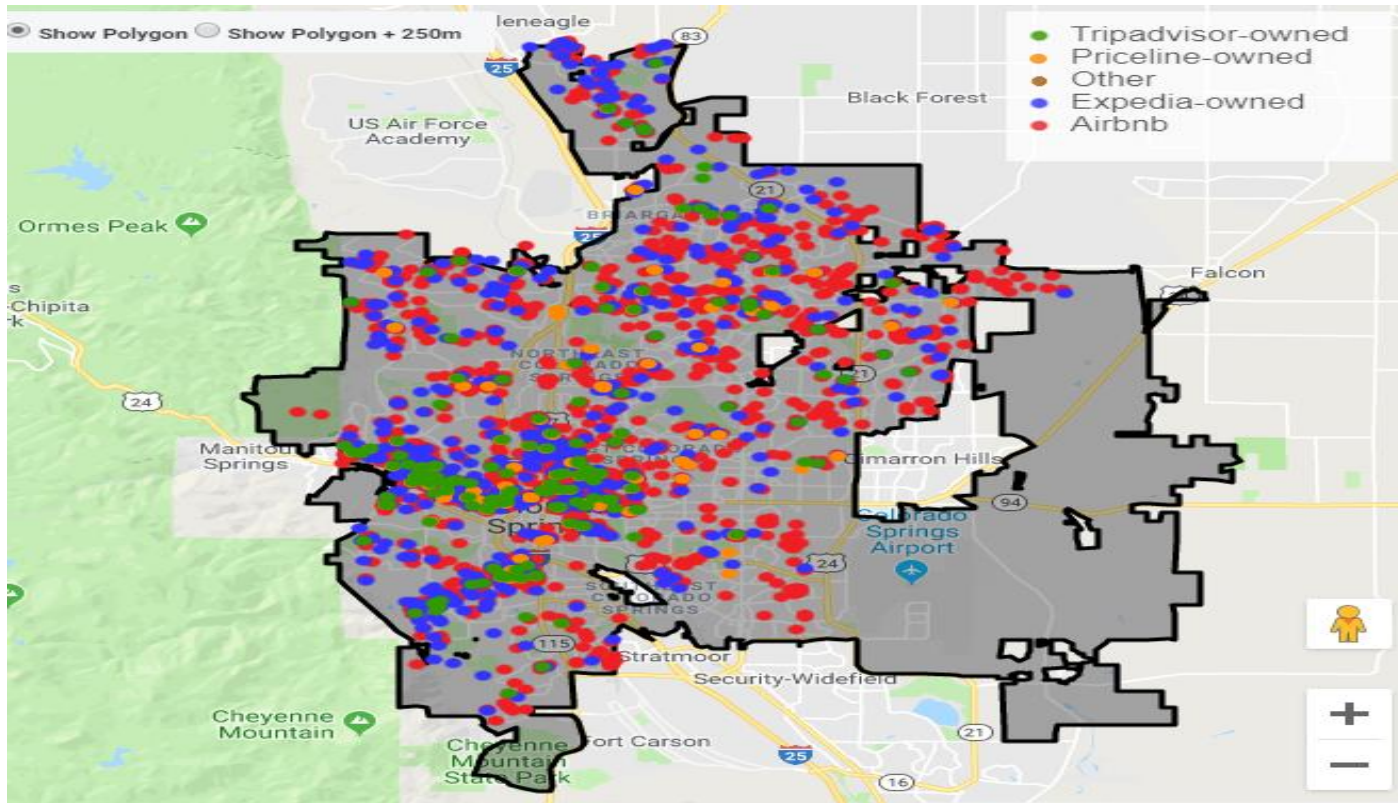 Show Polygon Show Polygon + 250m
leneagle
83
25
Tripadvisor-owned
Priceline-owned
Other
Expedia-owned
Airbnb
Black Forest
US Air Force
Academy
21
Ormes Peak
25
Falcon
-Chipita
NORTHEAST
21
24
Manitou
Springs
Cimarron Hills
94
Colorado
Springs
Airport
24
SPRINGS
115
Stratmoor
Security-Widefield
Cheyenne
Mountain
Fort Carson
21
Cheyenne
Mountain
State Park
25
16
+
−